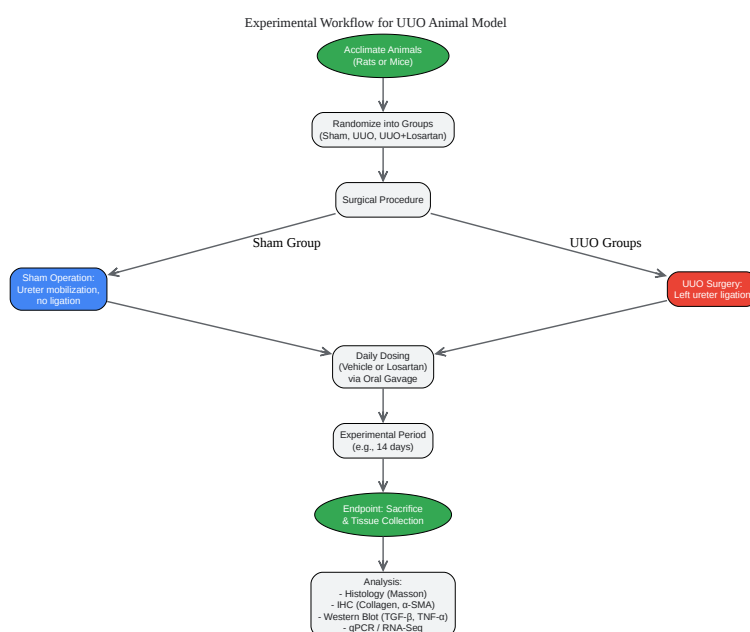 Experimental Workflow for UUO Animal Model
Acclimate Animals
(Rats or Mice)
Randomize into Groups
(Sham, UUO, UUO+Losartan)
Surgical Procedure
Sham Group
UUO Groups
Sham Operation:
Ureter mobilization,
no ligation
UUO Surgery:
Left ureter ligation
Daily Dosing
(Vehicle or Losartan)
via Oral Gavage
Experimental Period
(e.g., 14 days)
Endpoint: Sacrifice
& Tissue Collection
Analysis:
- Histology (Masson)
- IHC (Collagen, α-SMA)
- Western Blot (TGF-β, TNF-α)
- qPCR / RNA-Seq